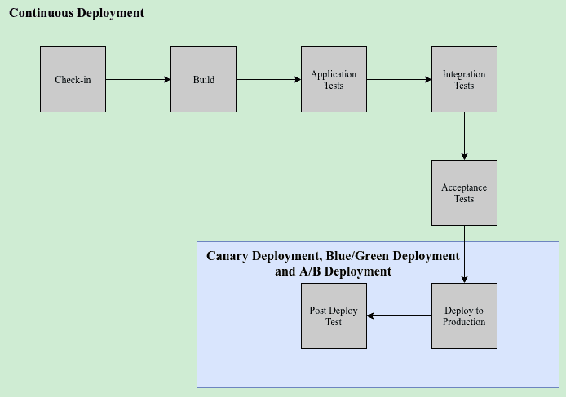 Continuous Deployment
Check-in
Build
Application
Tests
Integration
Tests
Acceptance
Tests
Canary Deployment, Blue/Green Deployment
and A/B Deployment
Post Deploy
Test
Deploy to
Production